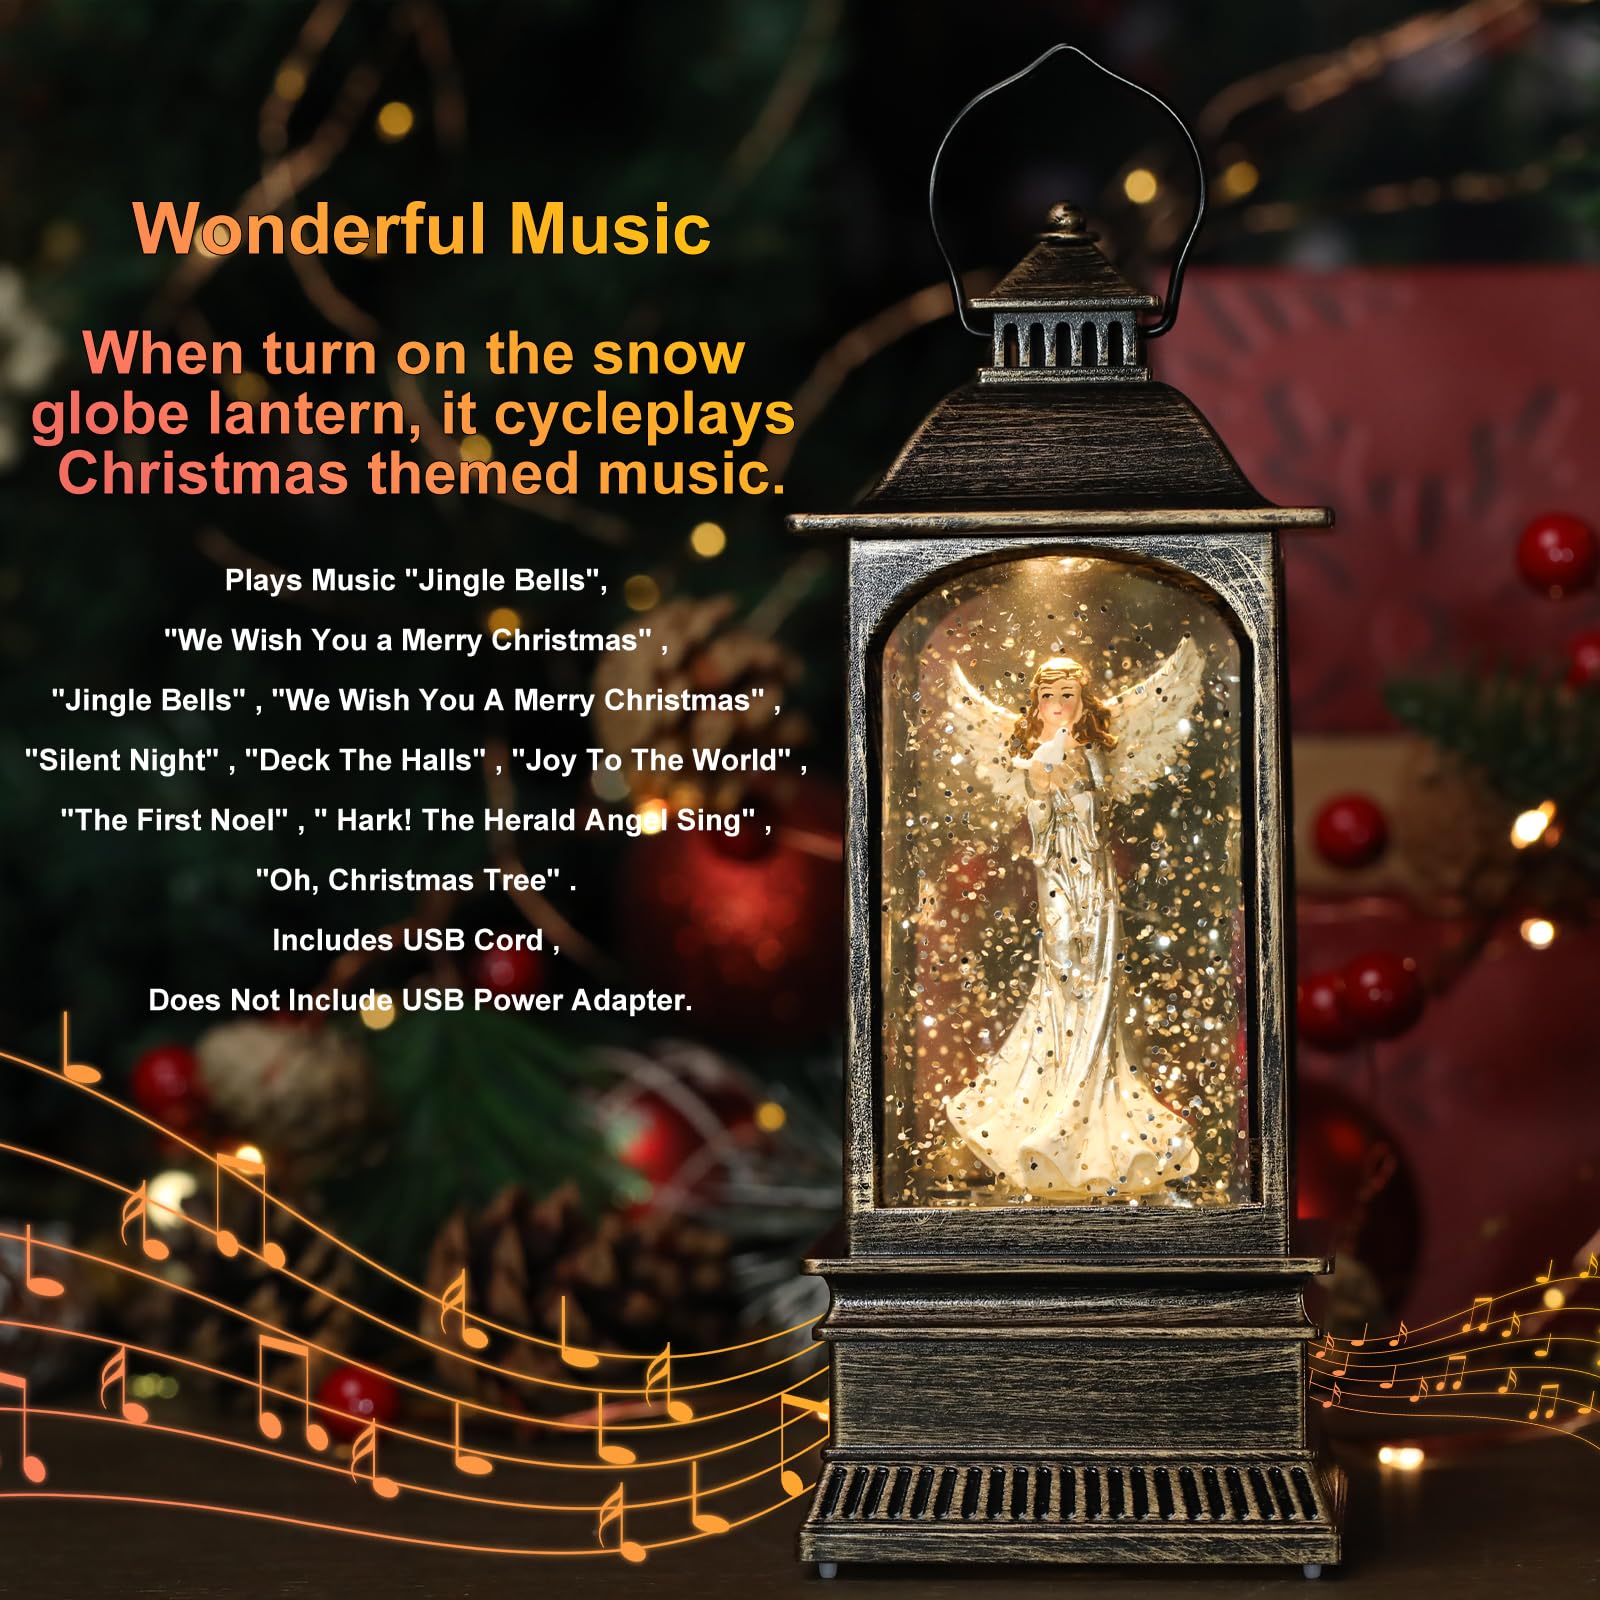 Wonderful Music
When turn on the snow
globe lantern, it cycleplays
Christmas themed music.
Plays Music "Jingle Bells",
"We Wish You a Merry Christmas" ,
"Jingle Bells" , "We Wish You A Merry Christmas" ,
"Silent Night" , "Deck The Halls" , "Joy To The World" ,
"The First Noel" , " Hark! The Herald Angel Sing" ,
"Oh, Christmas Tree" .
Includes USB Cord ,
Does Not Include USB Power Adapter.